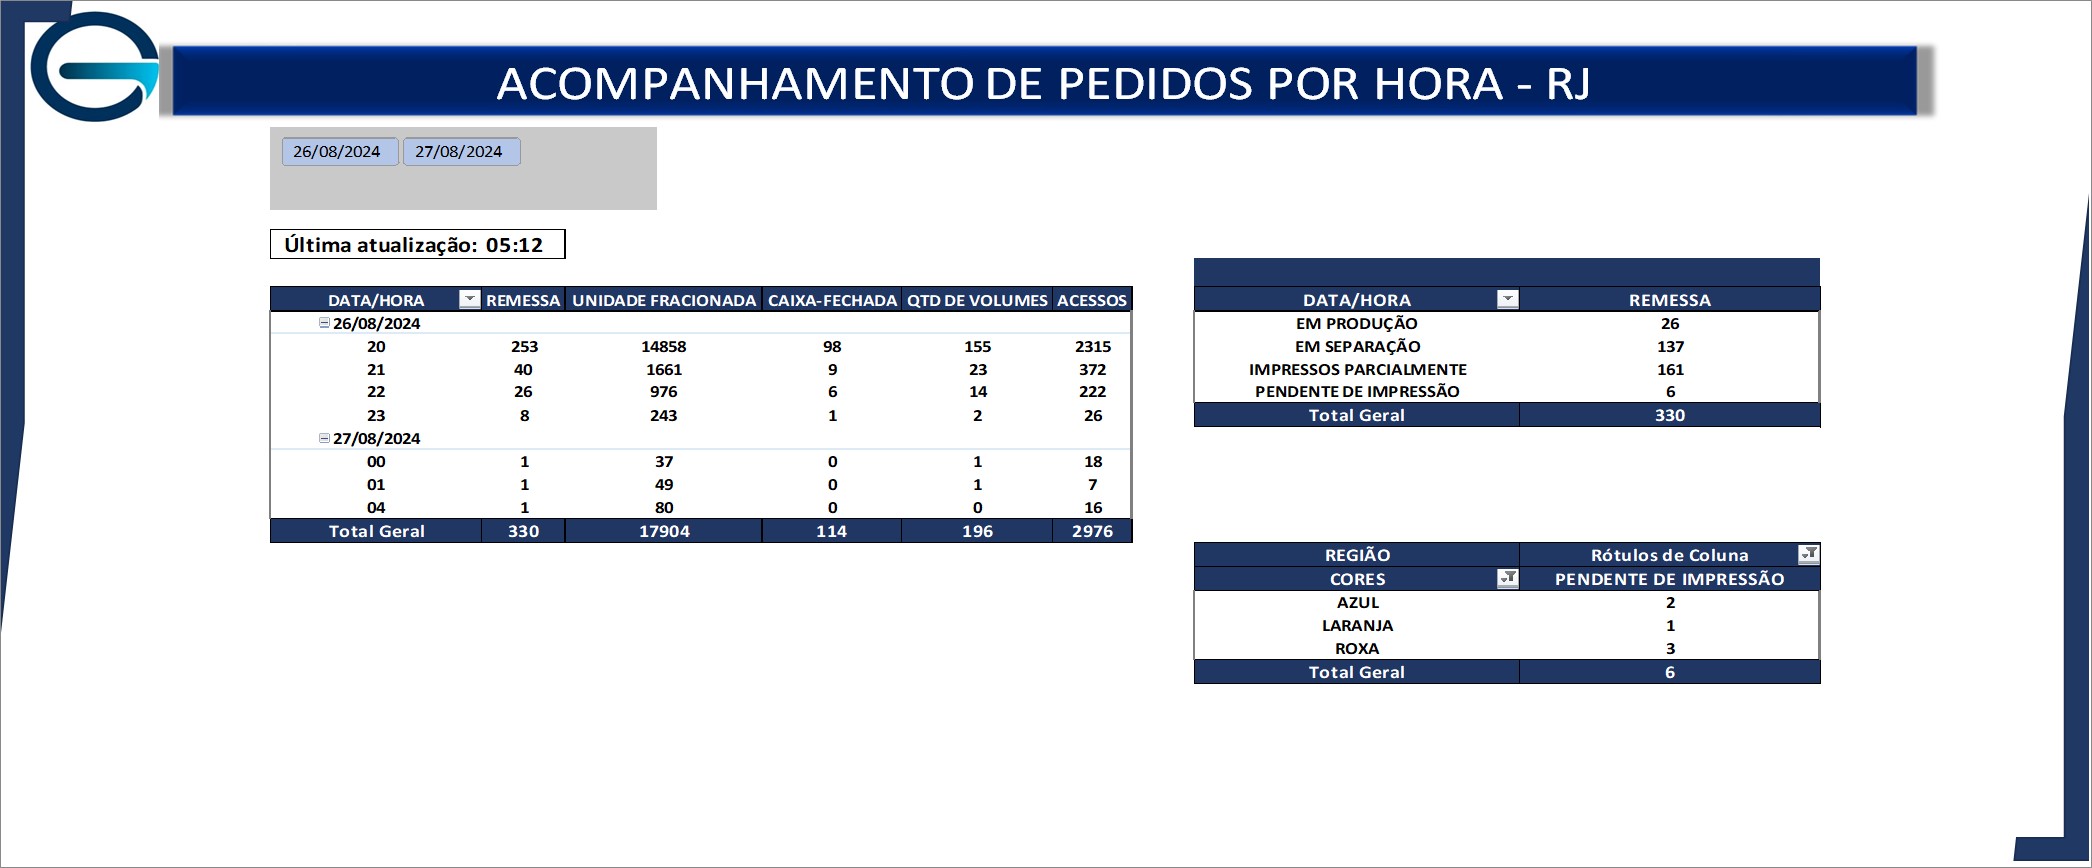 ACOMPANHAMENTO DE PEDIDOS POR HORA - RJ
26/08/2024 27/08/2024
Última atualização: 05:12
DATA/HORA REMESSA UNIDADE FRACIONADA CAIXA-FECHADA QTD DE VOLUMES ACESSOS
26/08/2024
20 253 14858 98 155 2315
21 40 1661 9 23 372
22 26 976 6 14 222
23 8 243 1 2 26
27/08/2024
00 1 37 0 1 18
01 1 49 0 1 7
04 1 80 0 0 16
Total Geral 330 17904 114 196 2976
DATA/HORA REMESSA
EM PRODUÇÃO 26
EM SEPARAÇÃO 137
IMPRESSOS PARCIALMENTE 161
PENDENTE DE IMPRESSÃO 6
Total Geral 330
REGIÃO Rótulos de Coluna
CORES PENDENTE DE IMPRESSÃO
AZUL 2
LARANJA 1
ROXA 3
Total Geral 6